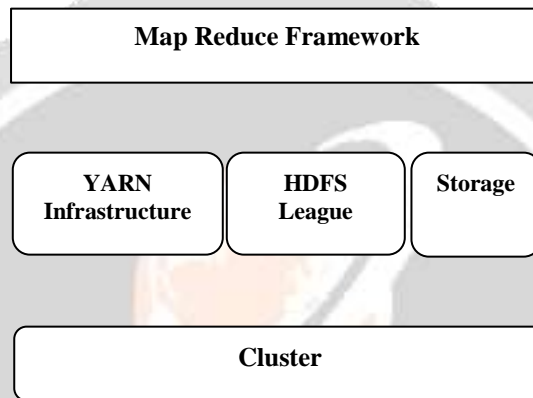 Map Reduce Framework
YARN
Infrastructure
HDFS
League
Storage
Cluster